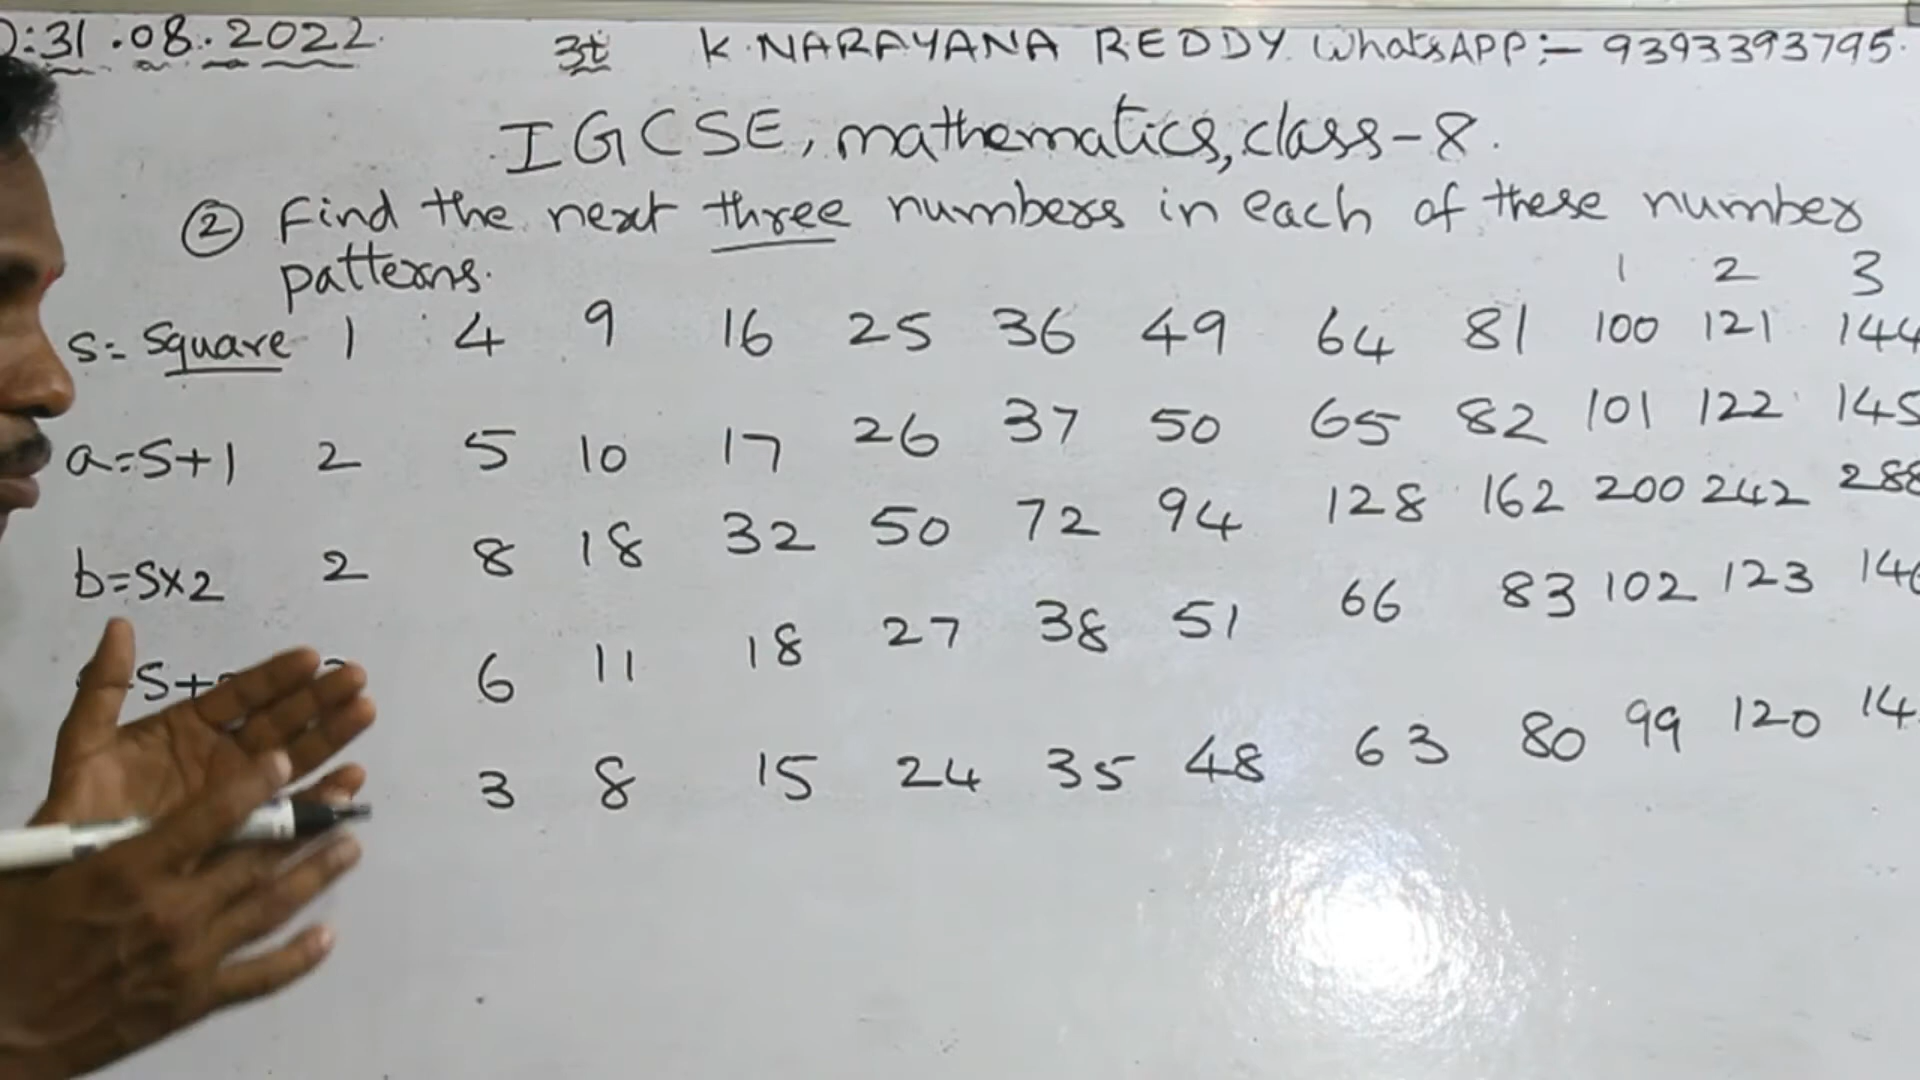 D:31.08.2022 3t K.NARAYANA REDDY WhatsAPP:- 9393393795.
IGCSE, mathematics, class-8.
② Find the next three numbers in each of these number
patterns.
1 2 3
s= square 1 4 9 16 25 36 49 64 81 100 121 144
a=S+1 2 5 10 17 26 37 50 65 82 101 122 145
b=S×2 2 8 18 32 50 72 94 128 162 200 242 288
S+ 6 11 18 27 38 51 66 83 102 123 146
3 8 15 24 35 48 63 80 99 120 14